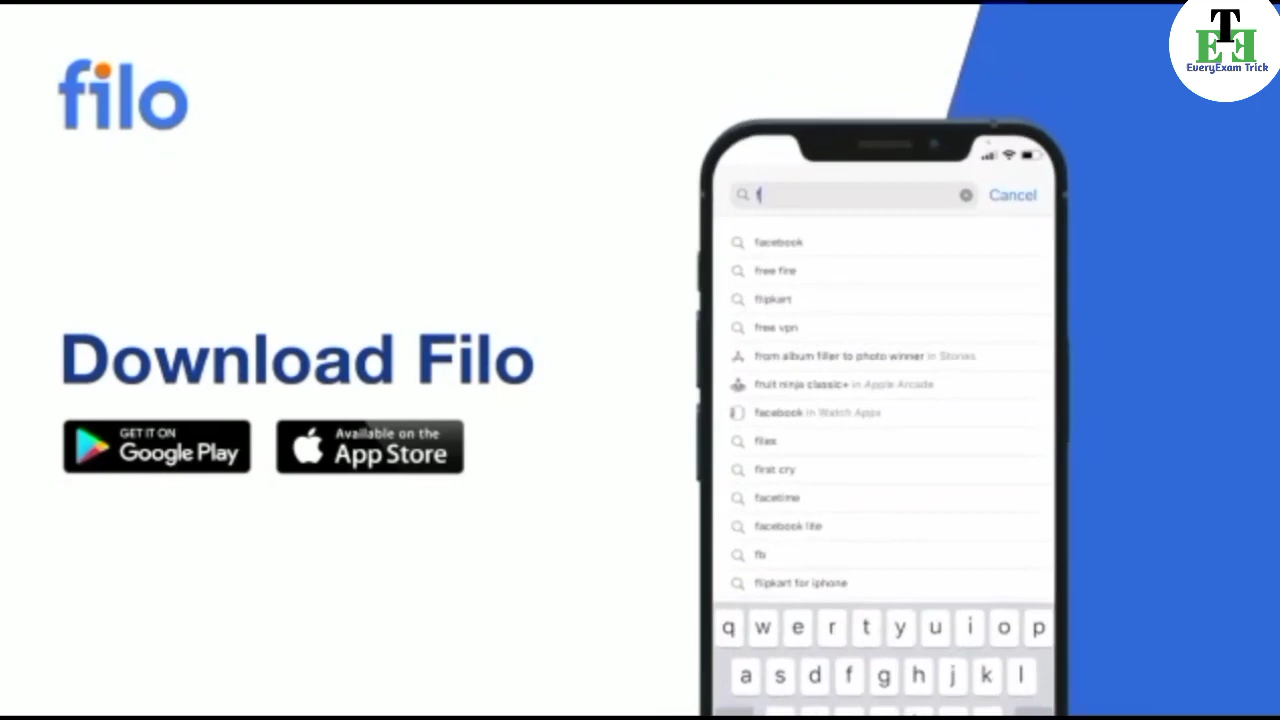 filo
TEE
EveryExam Trick
Download Filo
GET IT ON
Google Play
Available on the
App Store
f
Cancel
facebook
free fire
flipkart
free vpn
from album filler to photo winner in Stories
fruit ninja classic+ in Apple Arcade
facebook in Watch Apps
filex
first cry
facetime
facebook lite
fb
flipkart for iphone
q w e r t y u i o p
a s d f g h j k l